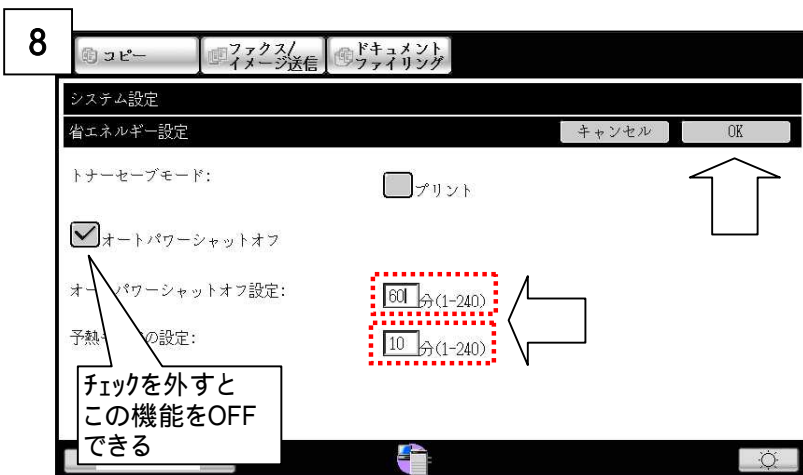 8
コピー
ファクス/
イメージ送信
ドキュメント
ファイリング
システム設定
省エネルギー設定
キャンセル
OK
トナーセーブモード:
プリント
オートパワーシャットオフ
オー パワーシャットオフ設定:
60 分(1-240)
予熱 の設定:
10 分(1-240)
ﾁｪｯｸを外すと
この機能をOFF
できる